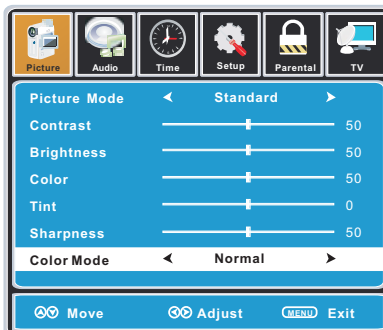 Picture Audio Time Setup Parental TV
Picture Mode Standard
Contrast 50
Brightness 50
Color 50
Tint 0
Sharpness 50
Color Mode Normal
Move Adjust MENU Exit